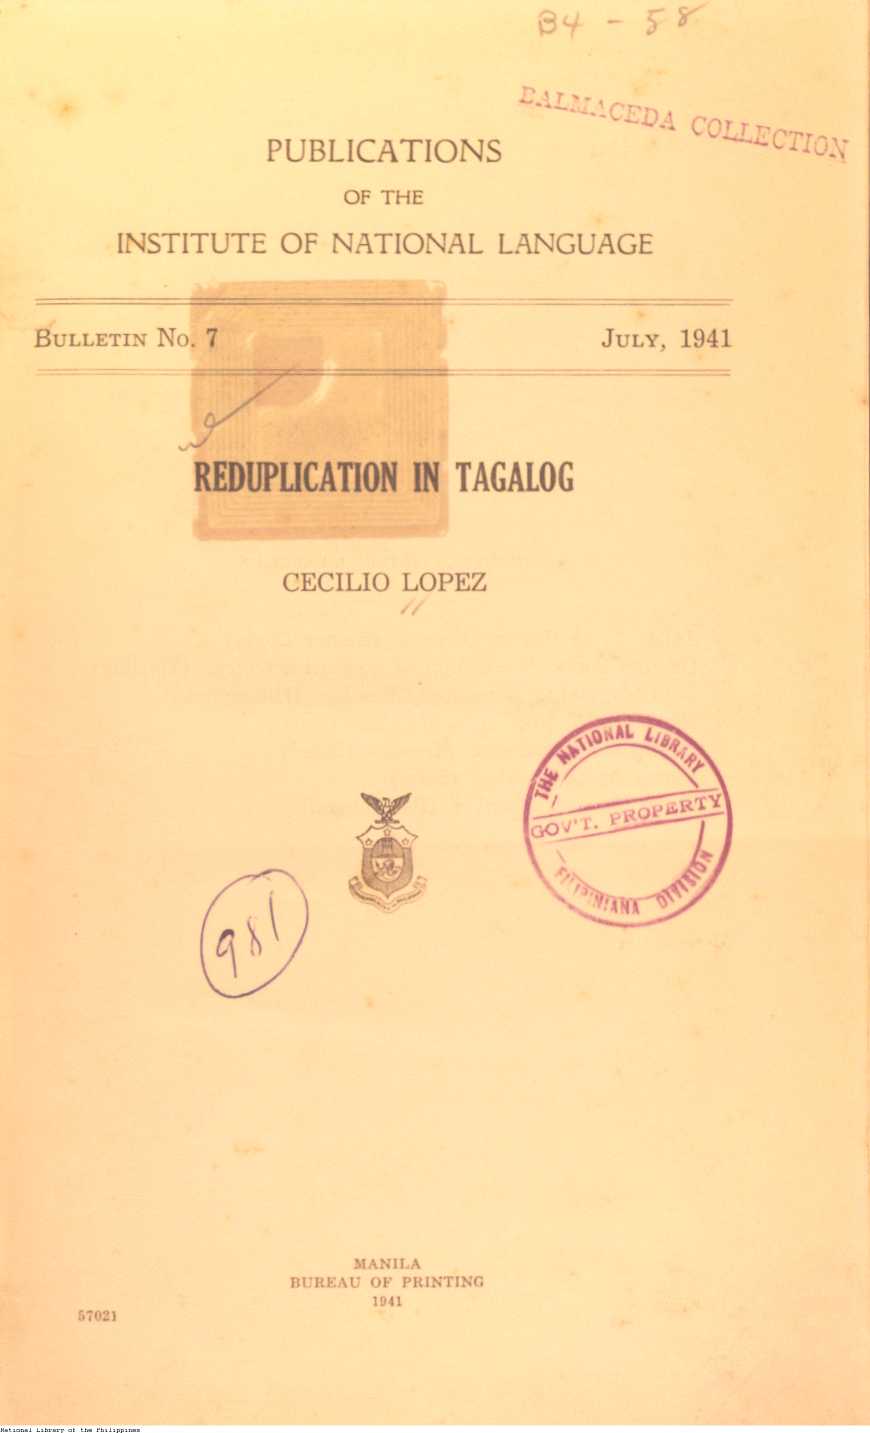 B4 - 58
BALMACEDA COLLECTION
PUBLICATIONS
OF THE
INSTITUTE OF NATIONAL LANGUAGE
BULLETIN NO. 7 JULY, 1941
REDUPLICATION IN TAGALOG
CECILIO LOPEZ
THE NATIONAL LIBRARY
GOV'T. PROPERTY
FILIPINIANA DIVISION
981
MANILA
BUREAU OF PRINTING
1941
57021
National Library of the Philippines